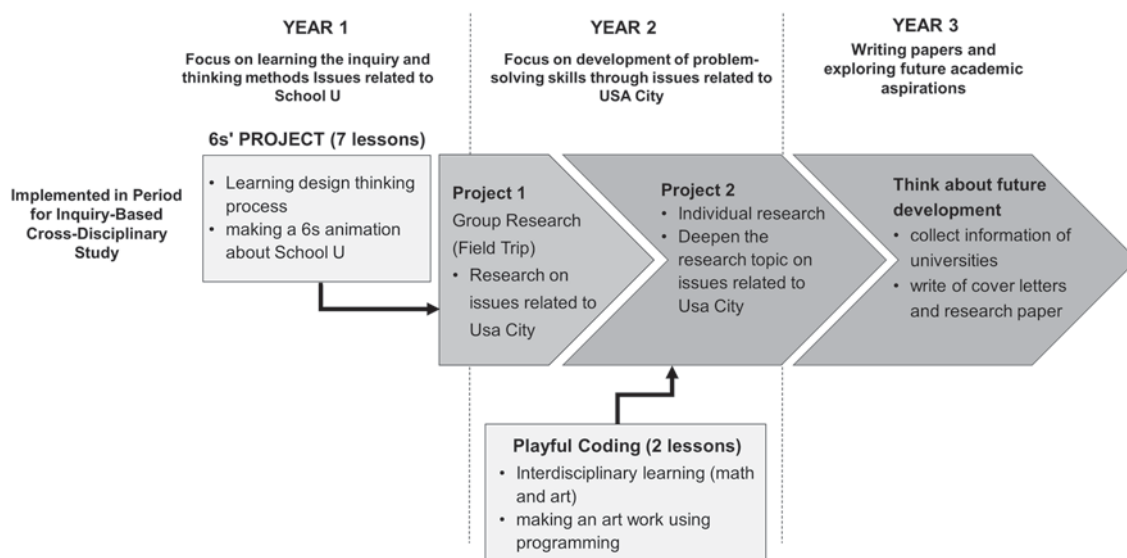 YEAR 1
Focus on learning the inquiry and
thinking methods Issues related to
School U
YEAR 2
Focus on development of problem-
solving skills through issues related to
USA City
YEAR 3
Writing papers and
exploring future academic
aspirations
Implemented in Period
for Inquiry-Based
Cross-Disciplinary
Study
6s' PROJECT (7 lessons)
• Learning design thinking
process
• making a 6s animation
about School U
Project 1
Group Research
(Field Trip)
• Research on
issues related to
Usa City
Project 2
• Individual research
• Deepen the
research topic on
issues related to
Usa City
Think about future
development
• collect information of
universities
• write of cover letters
and research paper
Playful Coding (2 lessons)
• Interdisciplinary learning (math
and art)
• making an art work using
programming